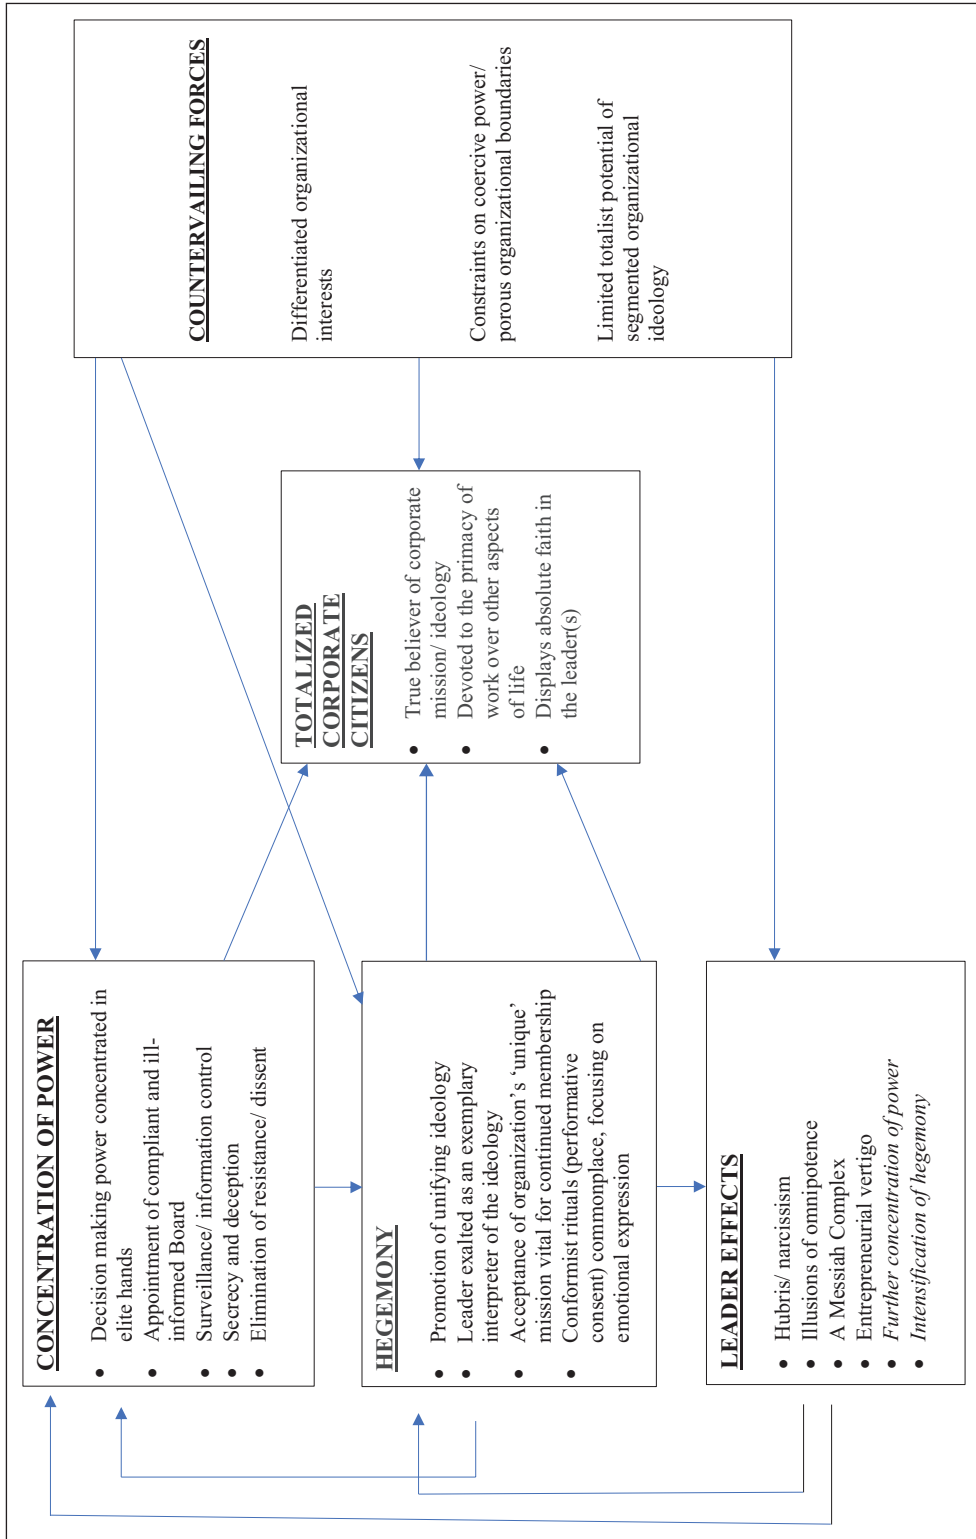 CONCENTRATION OF POWER
• Decision making power concentrated in
elite hands
• Appointment of compliant and ill-
informed Board
• Surveillance/ information control
• Secrecy and deception
• Elimination of resistance/ dissent
HEGEMONY
• Promotion of unifying ideology
• Leader exalted as an exemplary
interpreter of the ideology
• Acceptance of organization's ‘unique’
mission vital for continued membership
• Conformist rituals (performative
consent) commonplace, focusing on
emotional expression
LEADER EFFECTS
• Hubris/ narcissism
• Illusions of omnipotence
• A Messiah Complex
• Entrepreneurial vertigo
• Further concentration of power
• Intensification of hegemony
TOTALIZED
CORPORATE
CITIZENS
• True believer of corporate
mission/ ideology
• Devoted to the primacy of
work over other aspects
of life
• Displays absolute faith in
the leader(s)
COUNTERVAILING FORCES
Differentiated organizational
interests
Constraints on coercive power/
porous organizational boundaries
Limited totalist potential of
segmented organizational
ideology